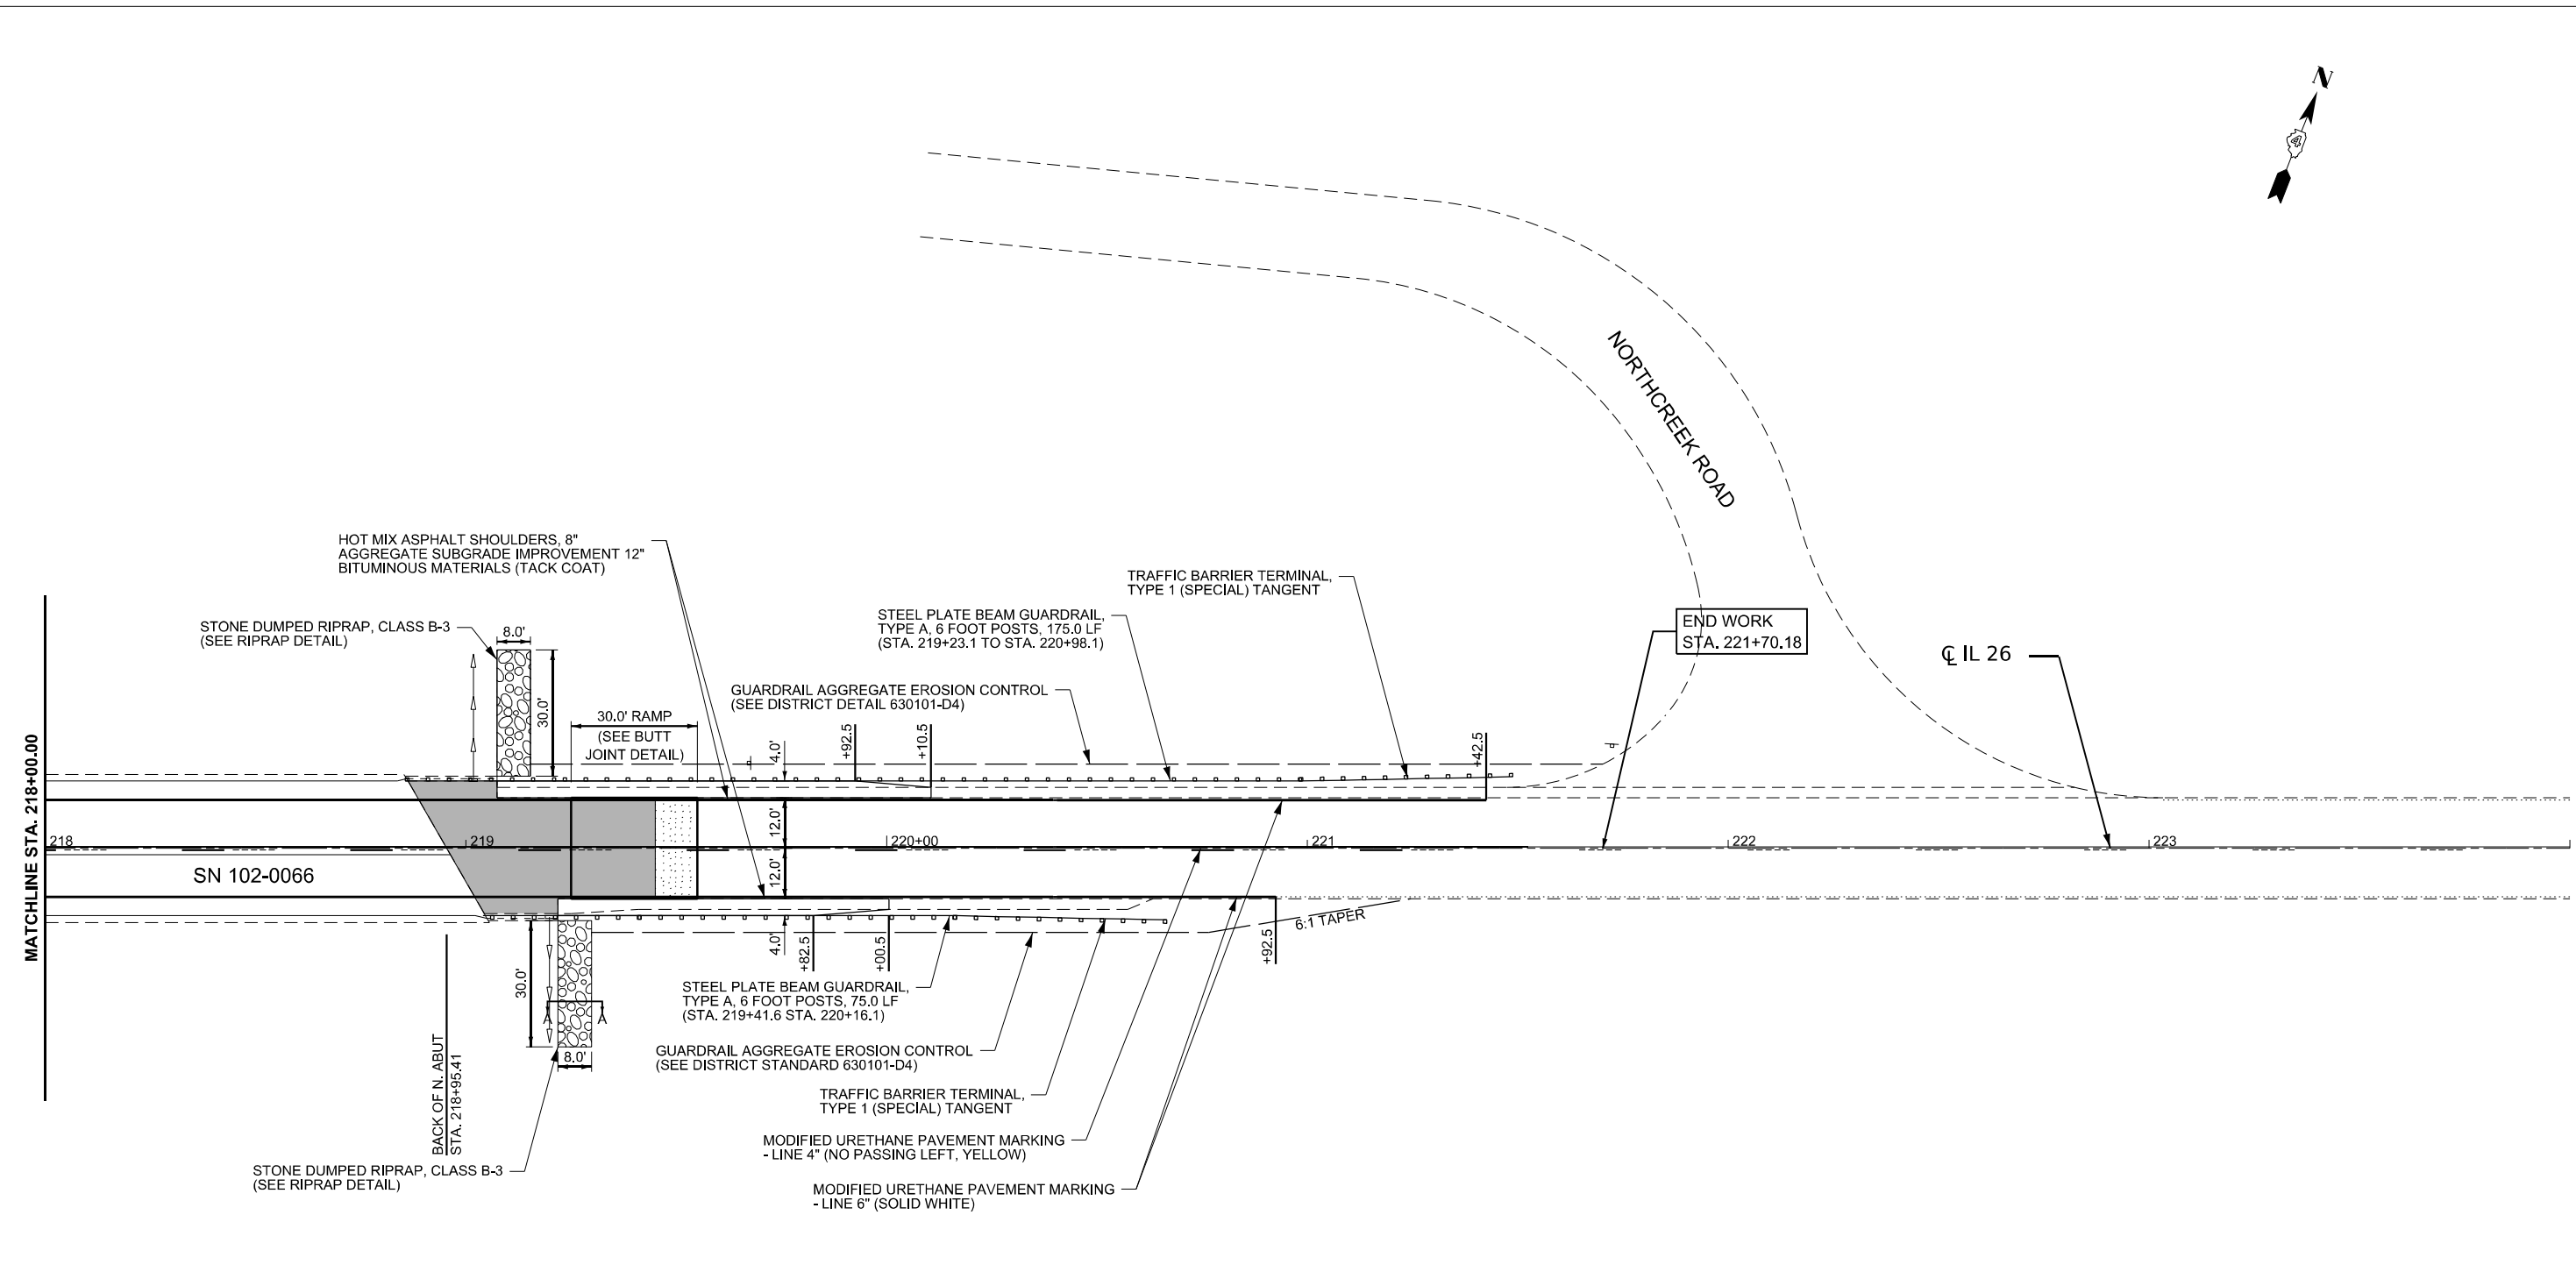 N
4
NORTHCREEK ROAD
HOT MIX ASPHALT SHOULDERS, 8"
AGGREGATE SUBGRADE IMPROVEMENT 12"
BITUMINOUS MATERIALS (TACK COAT)
TRAFFIC BARRIER TERMINAL,
TYPE 1 (SPECIAL) TANGENT
STEEL PLATE BEAM GUARDRAIL,
TYPE A, 6 FOOT POSTS, 175.0 LF
(STA. 219+23.1 TO STA. 220+98.1)
END WORK
STA. 221+70.18
STONE DUMPED RIPRAP, CLASS B-3
(SEE RIPRAP DETAIL)
8.0'
30.0'
℄ IL 26
GUARDRAIL AGGREGATE EROSION CONTROL
(SEE DISTRICT DETAIL 630101-D4)
30.0' RAMP
(SEE BUTT
JOINT DETAIL)
4.0'
+92.5
+10.5
+42.5
MATCHLINE STA. 218+00.00
218
219
220+00
221
222
223
12.0'
12.0'
SN 102-0066
4.0'
+82.5
+00.5
+92.5
6:1 TAPER
30.0'
A
A
8.0'
STEEL PLATE BEAM GUARDRAIL,
TYPE A, 6 FOOT POSTS, 75.0 LF
(STA. 219+41.6 STA. 220+16.1)
GUARDRAIL AGGREGATE EROSION CONTROL
(SEE DISTRICT STANDARD 630101-D4)
BACK OF N. ABUT
STA. 218+95.41
TRAFFIC BARRIER TERMINAL,
TYPE 1 (SPECIAL) TANGENT
MODIFIED URETHANE PAVEMENT MARKING
- LINE 4" (NO PASSING LEFT, YELLOW)
STONE DUMPED RIPRAP, CLASS B-3
(SEE RIPRAP DETAIL)
MODIFIED URETHANE PAVEMENT MARKING
- LINE 6" (SOLID WHITE)